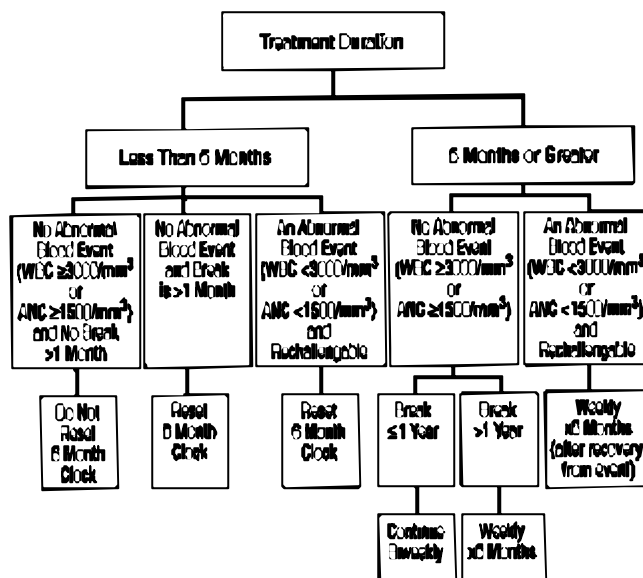 Treatment Duration
Less Than 6 Months
6 Months or Greater
No Abnormal
Blood Event
(WBC ≥3000/mm³
or
ANC ≥1500/mm³)
and No Break
>1 Month
No Abnormal
Blood Event
and Break
is >1 Month
An Abnormal
Blood Event
(WBC <3000/mm³
or
ANC <1500/mm³)
and
Rechallengable
No Abnormal
Blood Event
(WBC ≥3000/mm³
or
ANC ≥1500/mm³)
An Abnormal
Blood Event
(WBC <3000/mm³
or
ANC <1500/mm³)
and
Rechallengable
Do Not
Reset
6 Month
Clock
Reset
6 Month
Clock
Reset
6 Month
Clock
Break
≤1 Year
Break
>1 Year
Weekly
x6 Months
(after recovery
from event)
Continue
Biweekly
Weekly
x6 Months